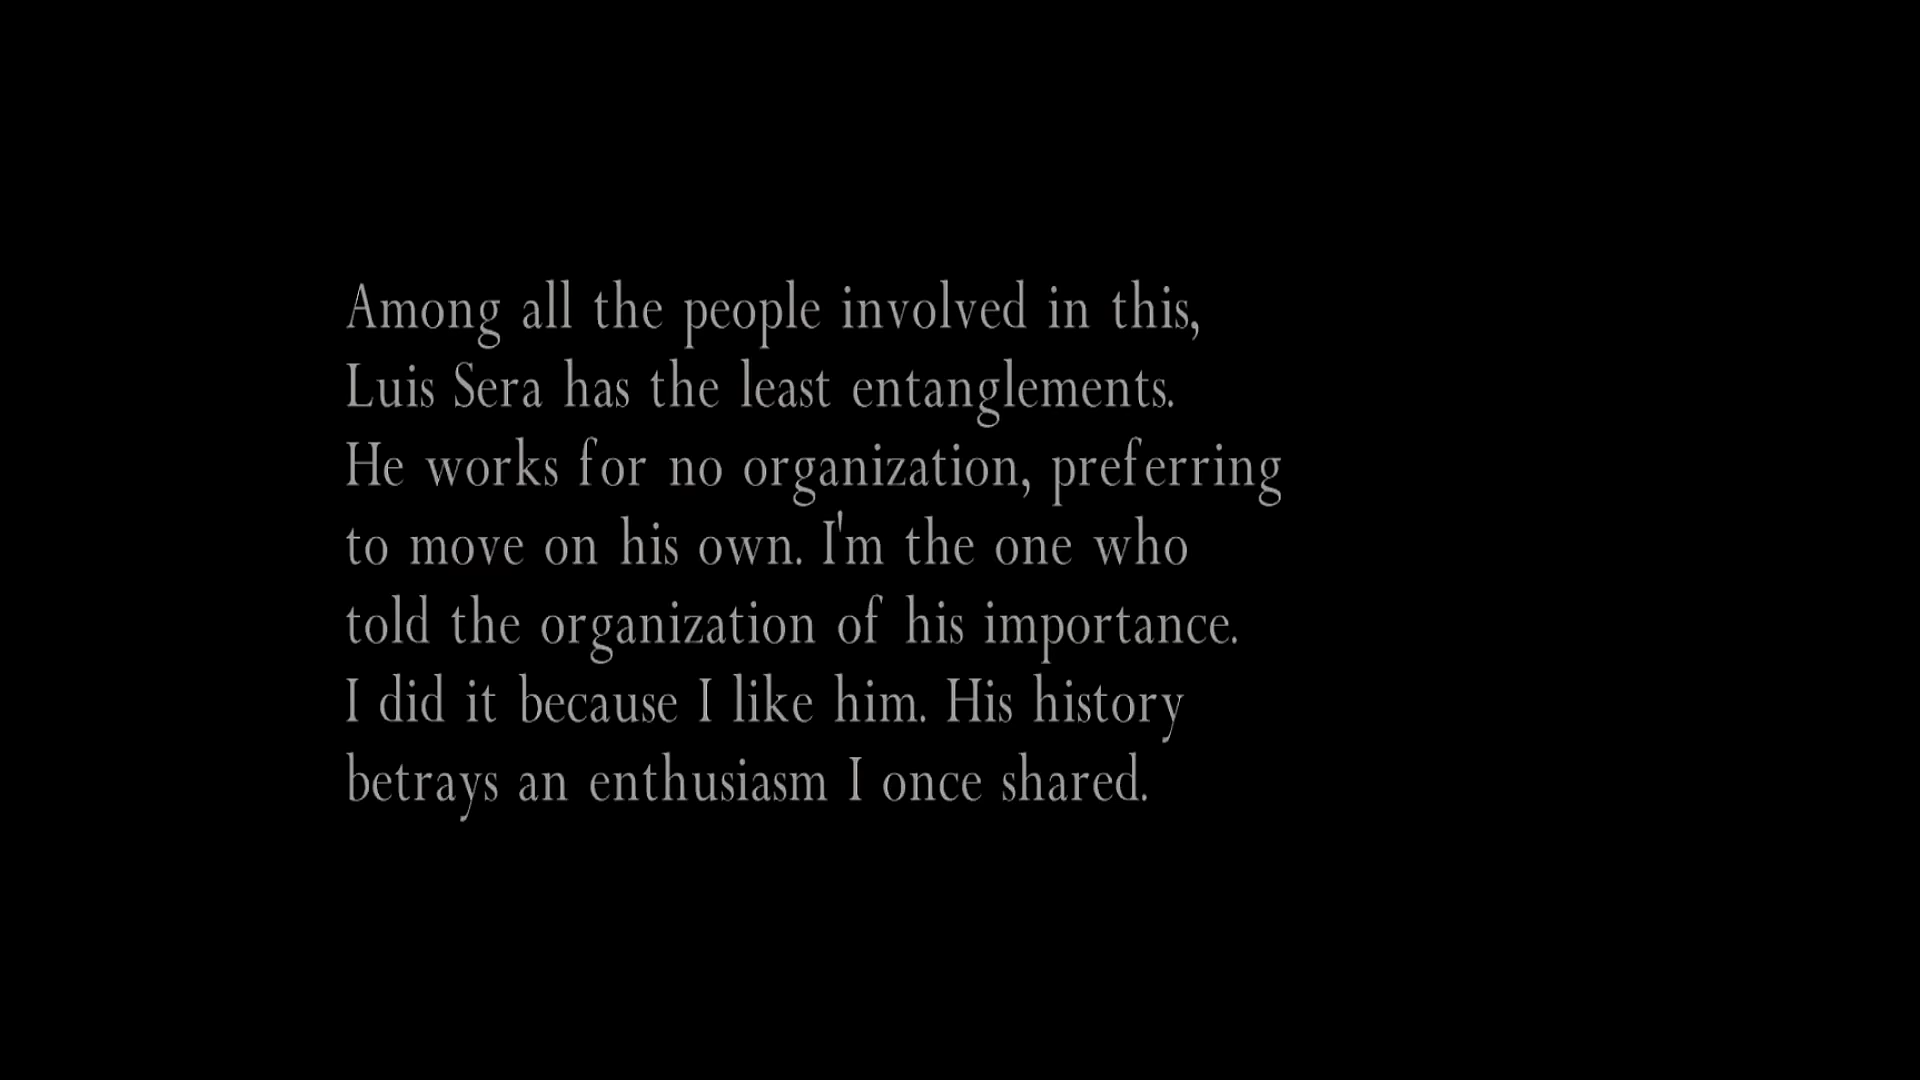 Among all the people involved in this,
Luis Sera has the least entanglements.
He works for no organization, preferring
to move on his own. I'm the one who
told the organization of his importance.
I did it because I like him. His history
betrays an enthusiasm I once shared.